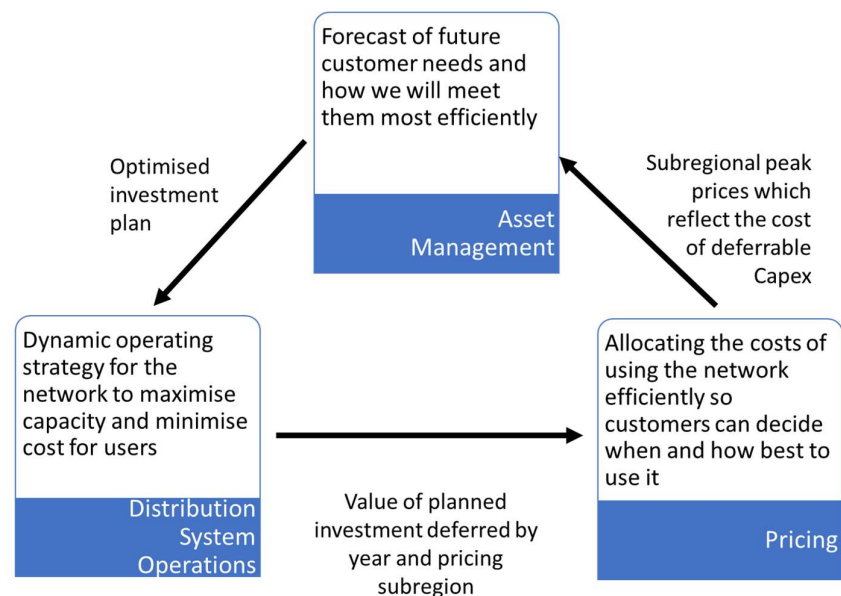 Forecast of future
customer needs and
how we will meet
them most efficiently
Asset
Management
Optimised
investment
plan
Subregional peak
prices which
reflect the cost
of deferrable
Capex
Dynamic operating
strategy for the
network to maximise
capacity and minimise
cost for users
Distribution
System
Operations
Value of planned
investment deferred by
year and pricing
subregion
Allocating the costs of
using the network
efficiently so
customers can decide
when and how best to
use it
Pricing